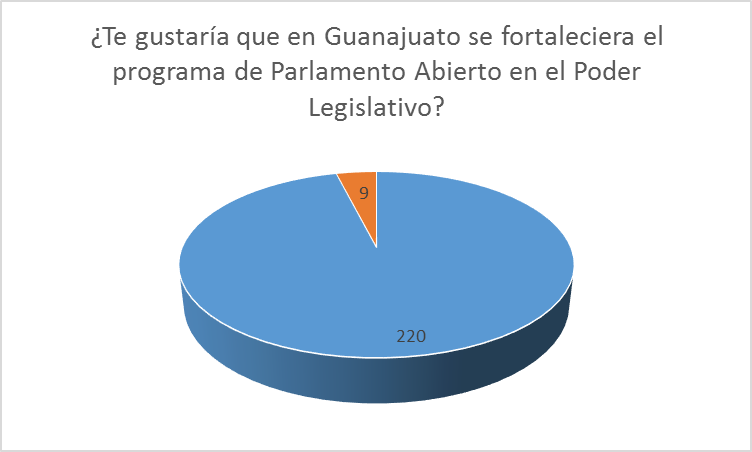 ¿Te gustaría que en Guanajuato se fortaleciera el
programa de Parlamento Abierto en el Poder
Legislativo?
9
220